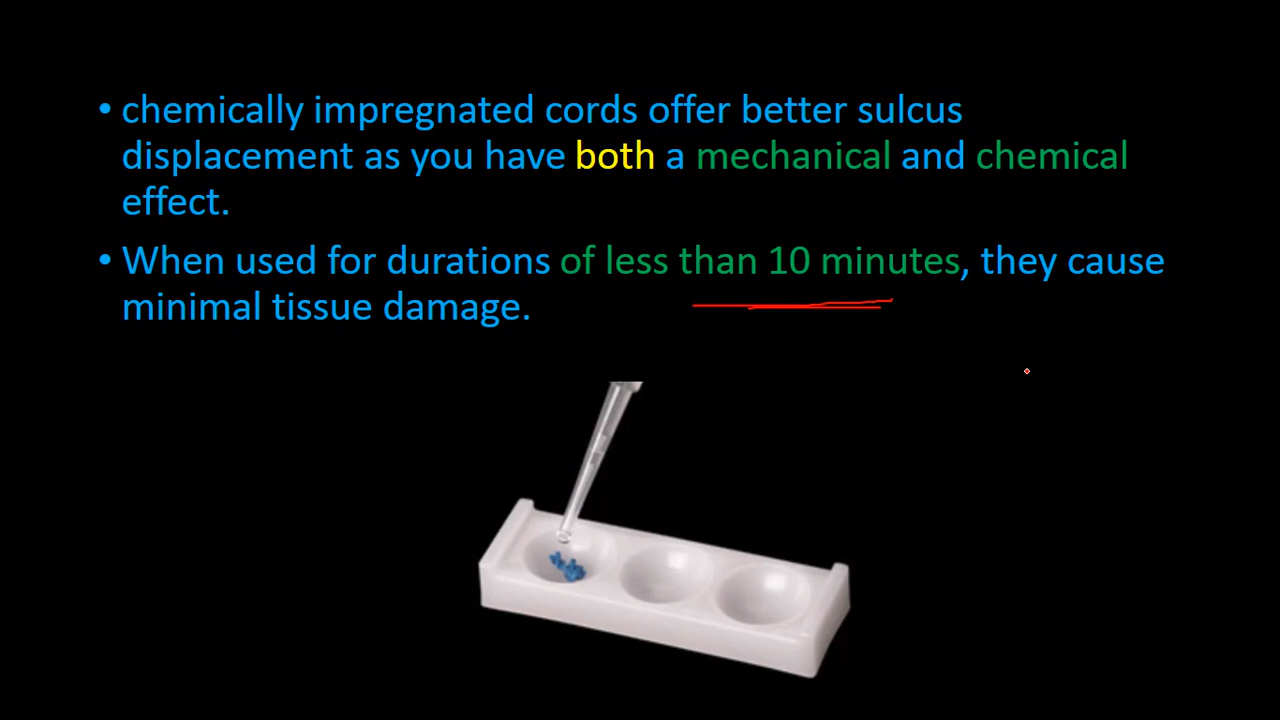 • chemically impregnated cords offer better sulcus
displacement as you have both a mechanical and chemical
effect.
• When used for durations of less than 10 minutes, they cause
minimal tissue damage.